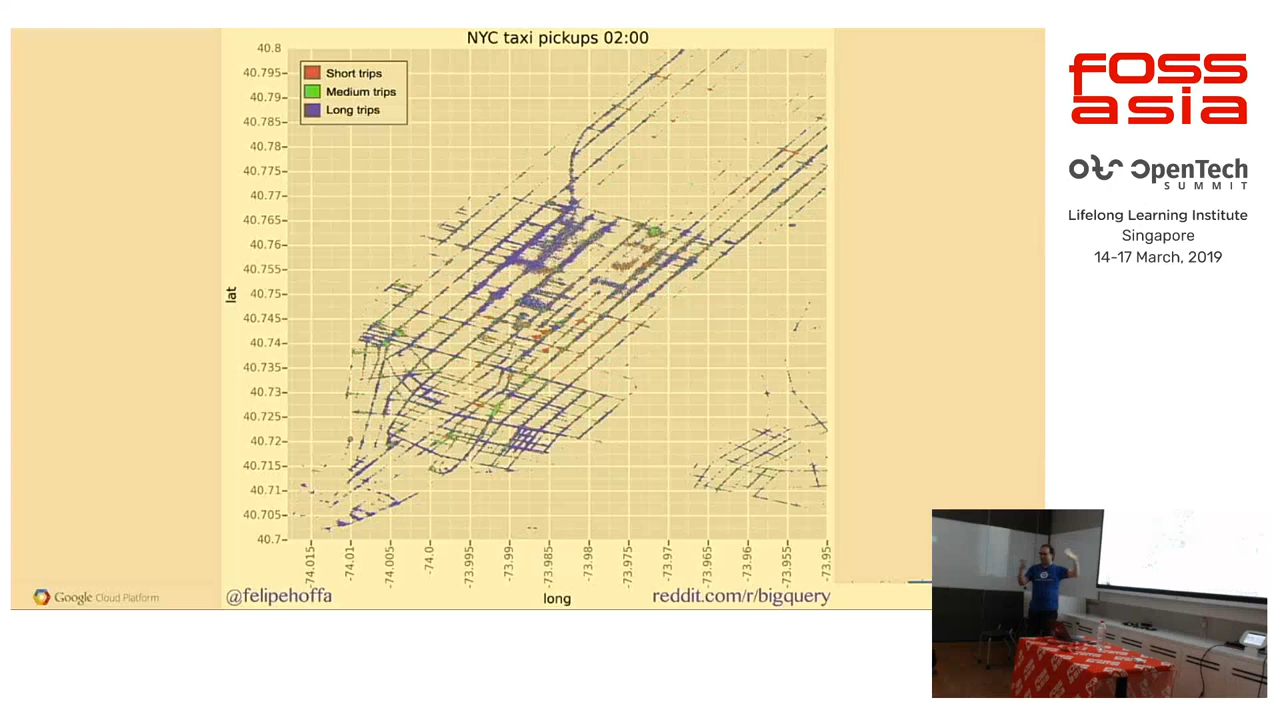 NYC taxi pickups 02:00
Short trips
Medium trips
Long trips
lat
40.8
40.795
40.79
40.785
40.78
40.775
40.77
40.765
40.76
40.755
40.75
40.745
40.74
40.735
40.73
40.725
40.72
40.715
40.71
40.705
40.7
-74.015
-74.01
-74.005
-74.0
-73.995
-73.99
-73.985
-73.98
-73.975
-73.97
-73.965
-73.96
-73.955
-73.95
long
Google Cloud Platform
@felipehoffa
reddit.com/r/bigquery
FOSS
asia
OpenTech
SUMMIT
Lifelong Learning Institute
Singapore
14-17 March, 2019
FOSS
asia